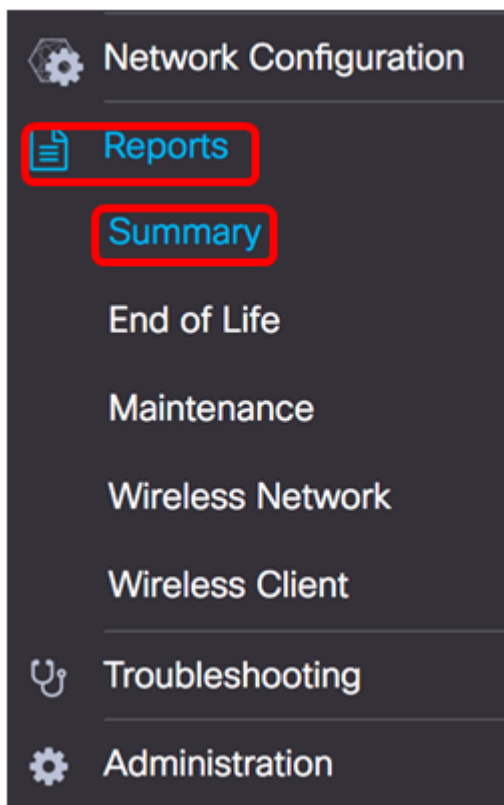 Network Configuration
Reports
Summary
End of Life
Maintenance
Wireless Network
Wireless Client
Troubleshooting
Administration